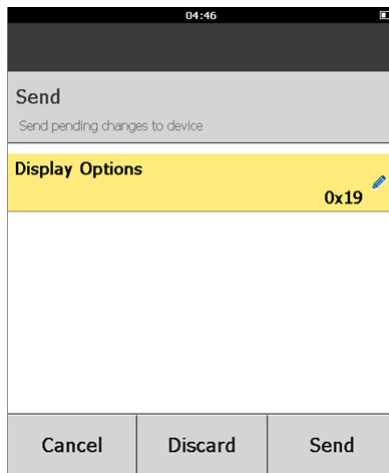 04:46
Send
Send pending changes to device
Display Options
0x19
Cancel
Discard
Send